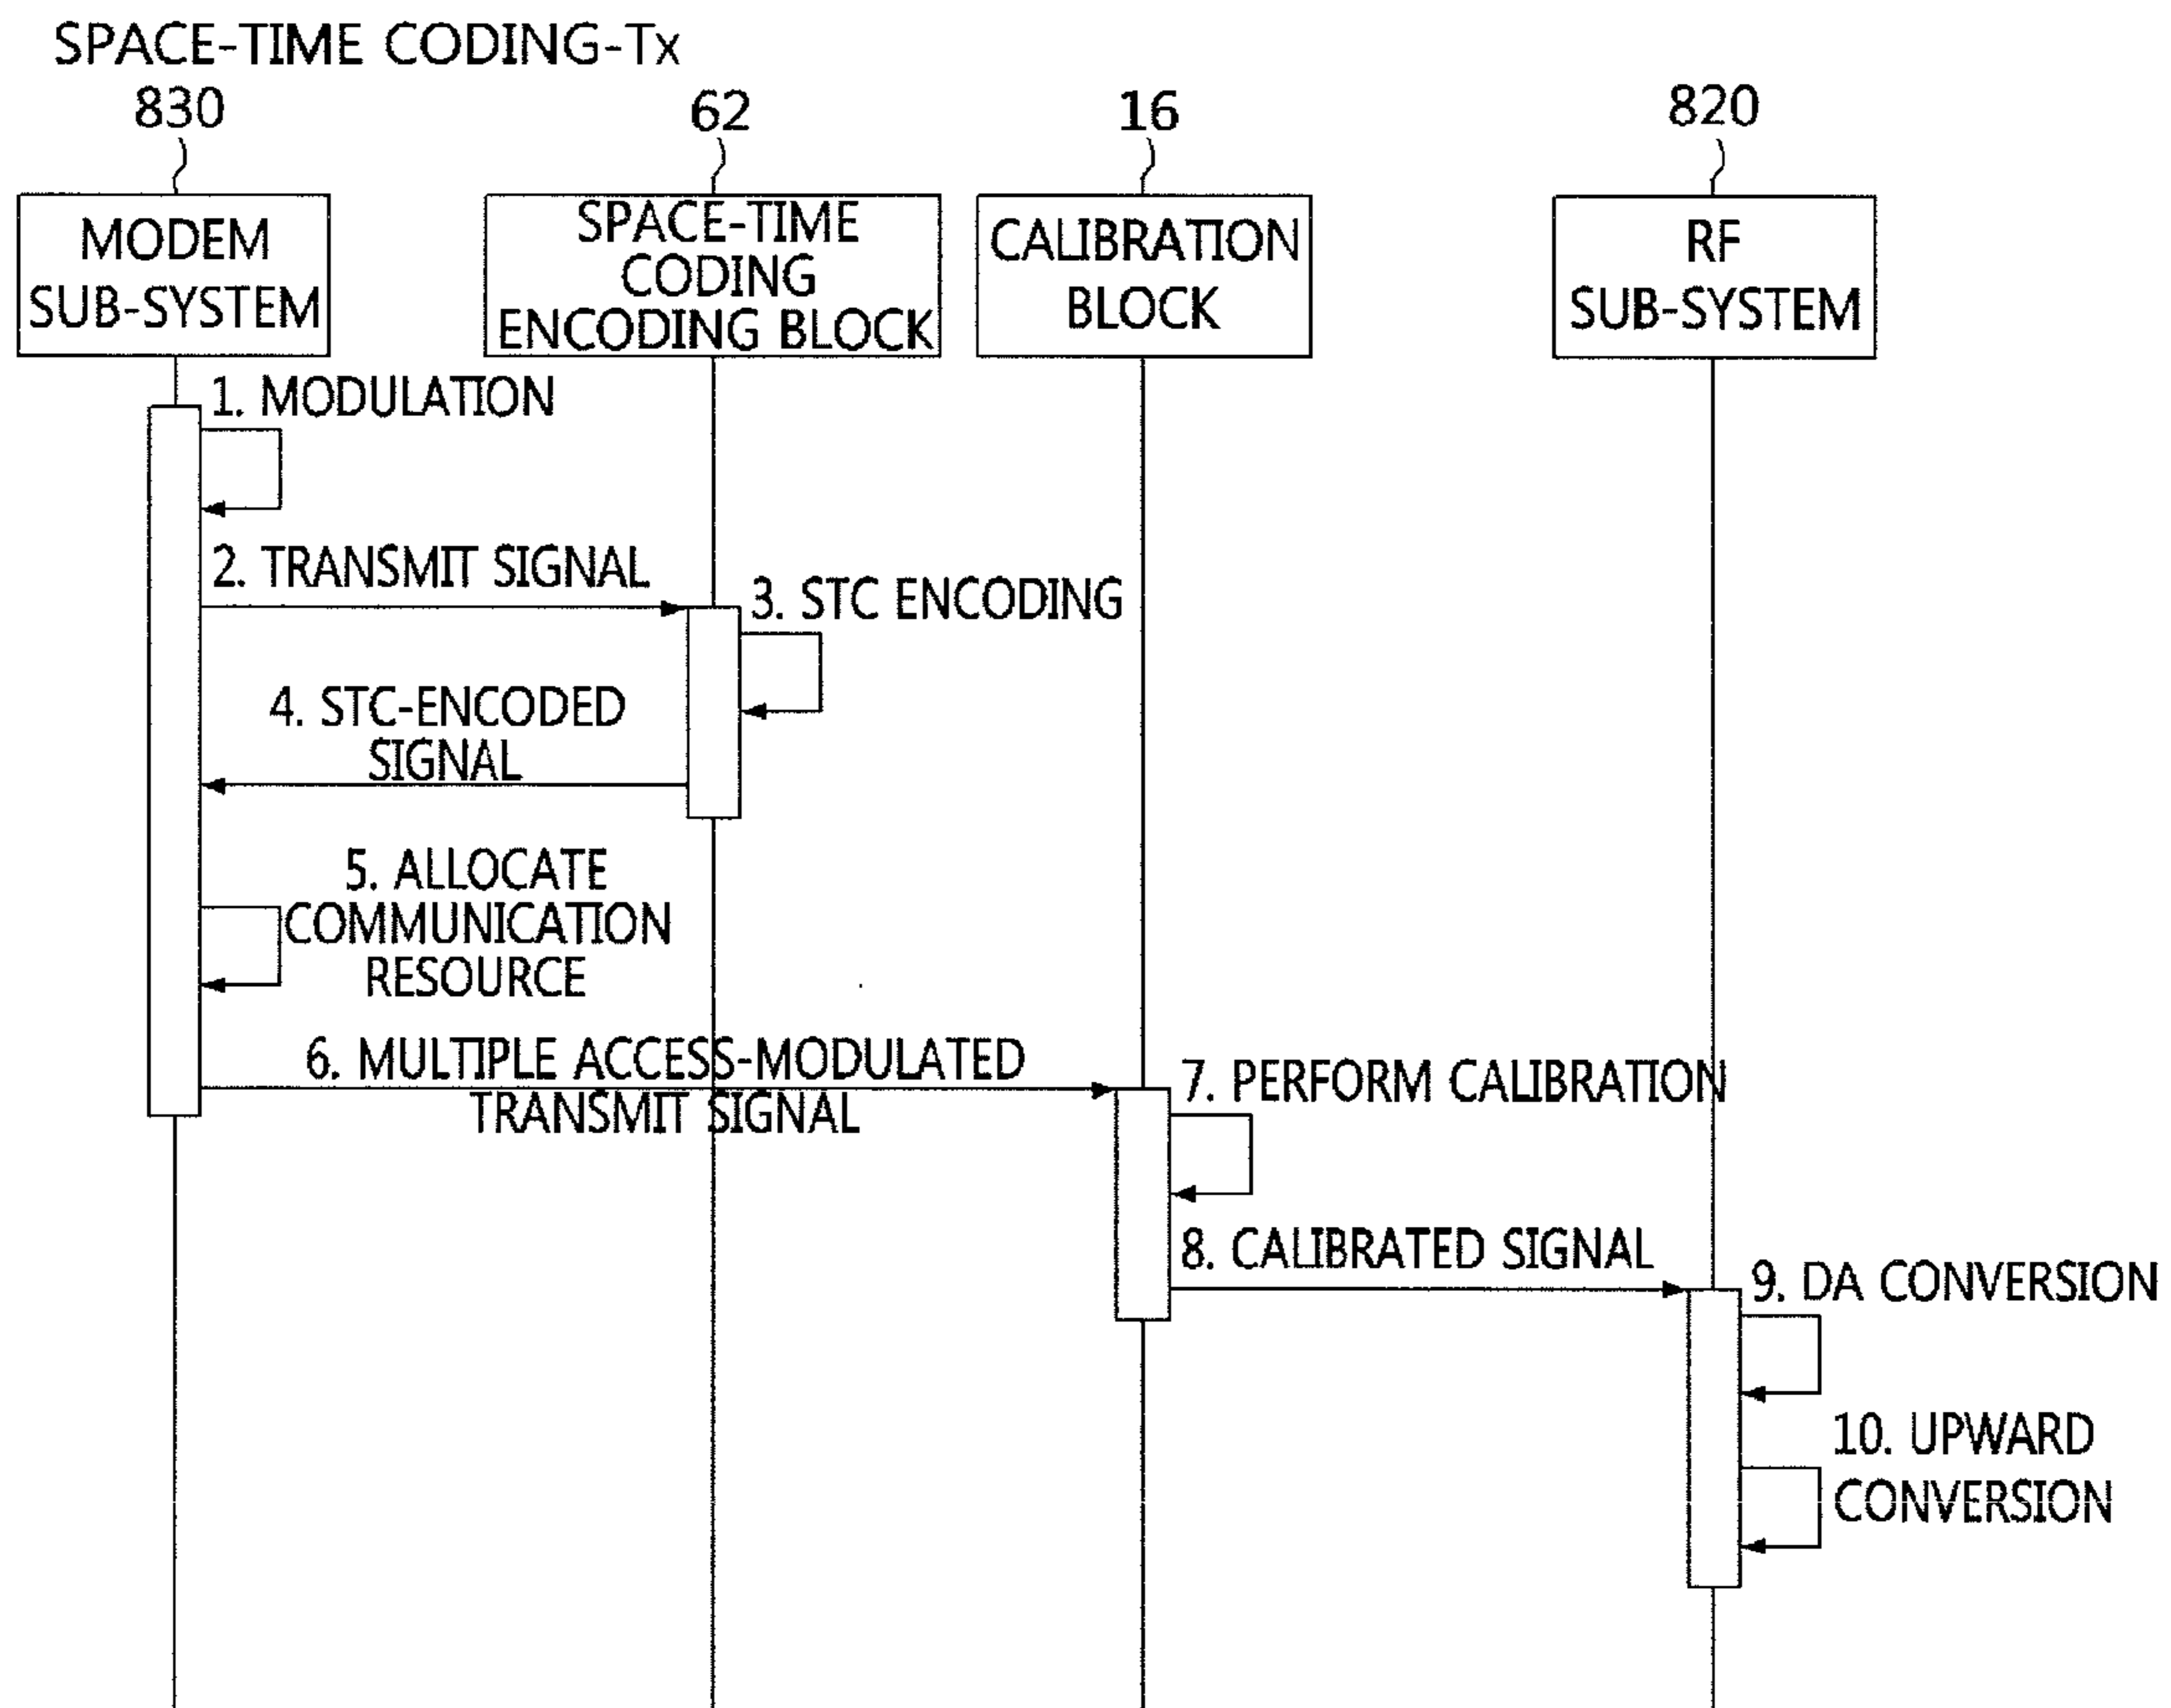 SPACE-TIME CODING-Tx
830
62
16
820
MODEM
SUB-SYSTEM
SPACE-TIME
CODING
ENCODING BLOCK
CALIBRATION
BLOCK
RF
SUB-SYSTEM
1. MODULATION
2. TRANSMIT SIGNAL
3. STC ENCODING
4. STC-ENCODED
SIGNAL
5. ALLOCATE
COMMUNICATION
RESOURCE
6. MULTIPLE ACCESS-MODULATED
TRANSMIT SIGNAL
7. PERFORM CALIBRATION
8. CALIBRATED SIGNAL
9. DA CONVERSION
10. UPWARD
CONVERSION